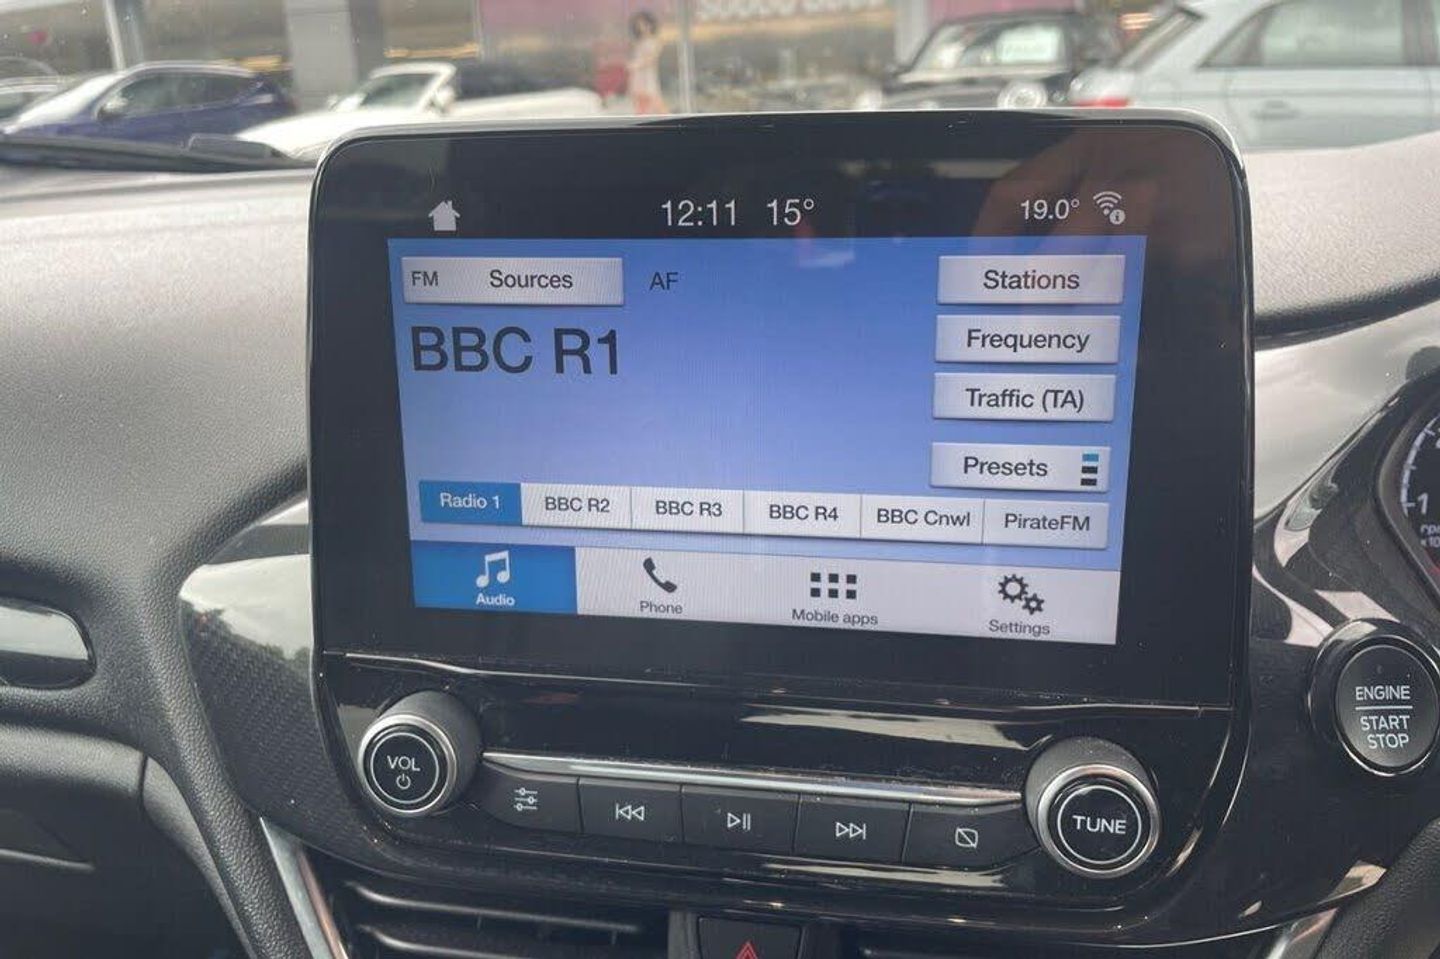 12:11 15° 19.0°
FM Sources AF Stations
BBC R1
Frequency
Traffic (TA)
Presets
Radio 1 BBC R2 BBC R3 BBC R4 BBC Cnwl PirateFM
Audio Phone Mobile apps Settings
VOL
TUNE
ENGINE
START
STOP
1